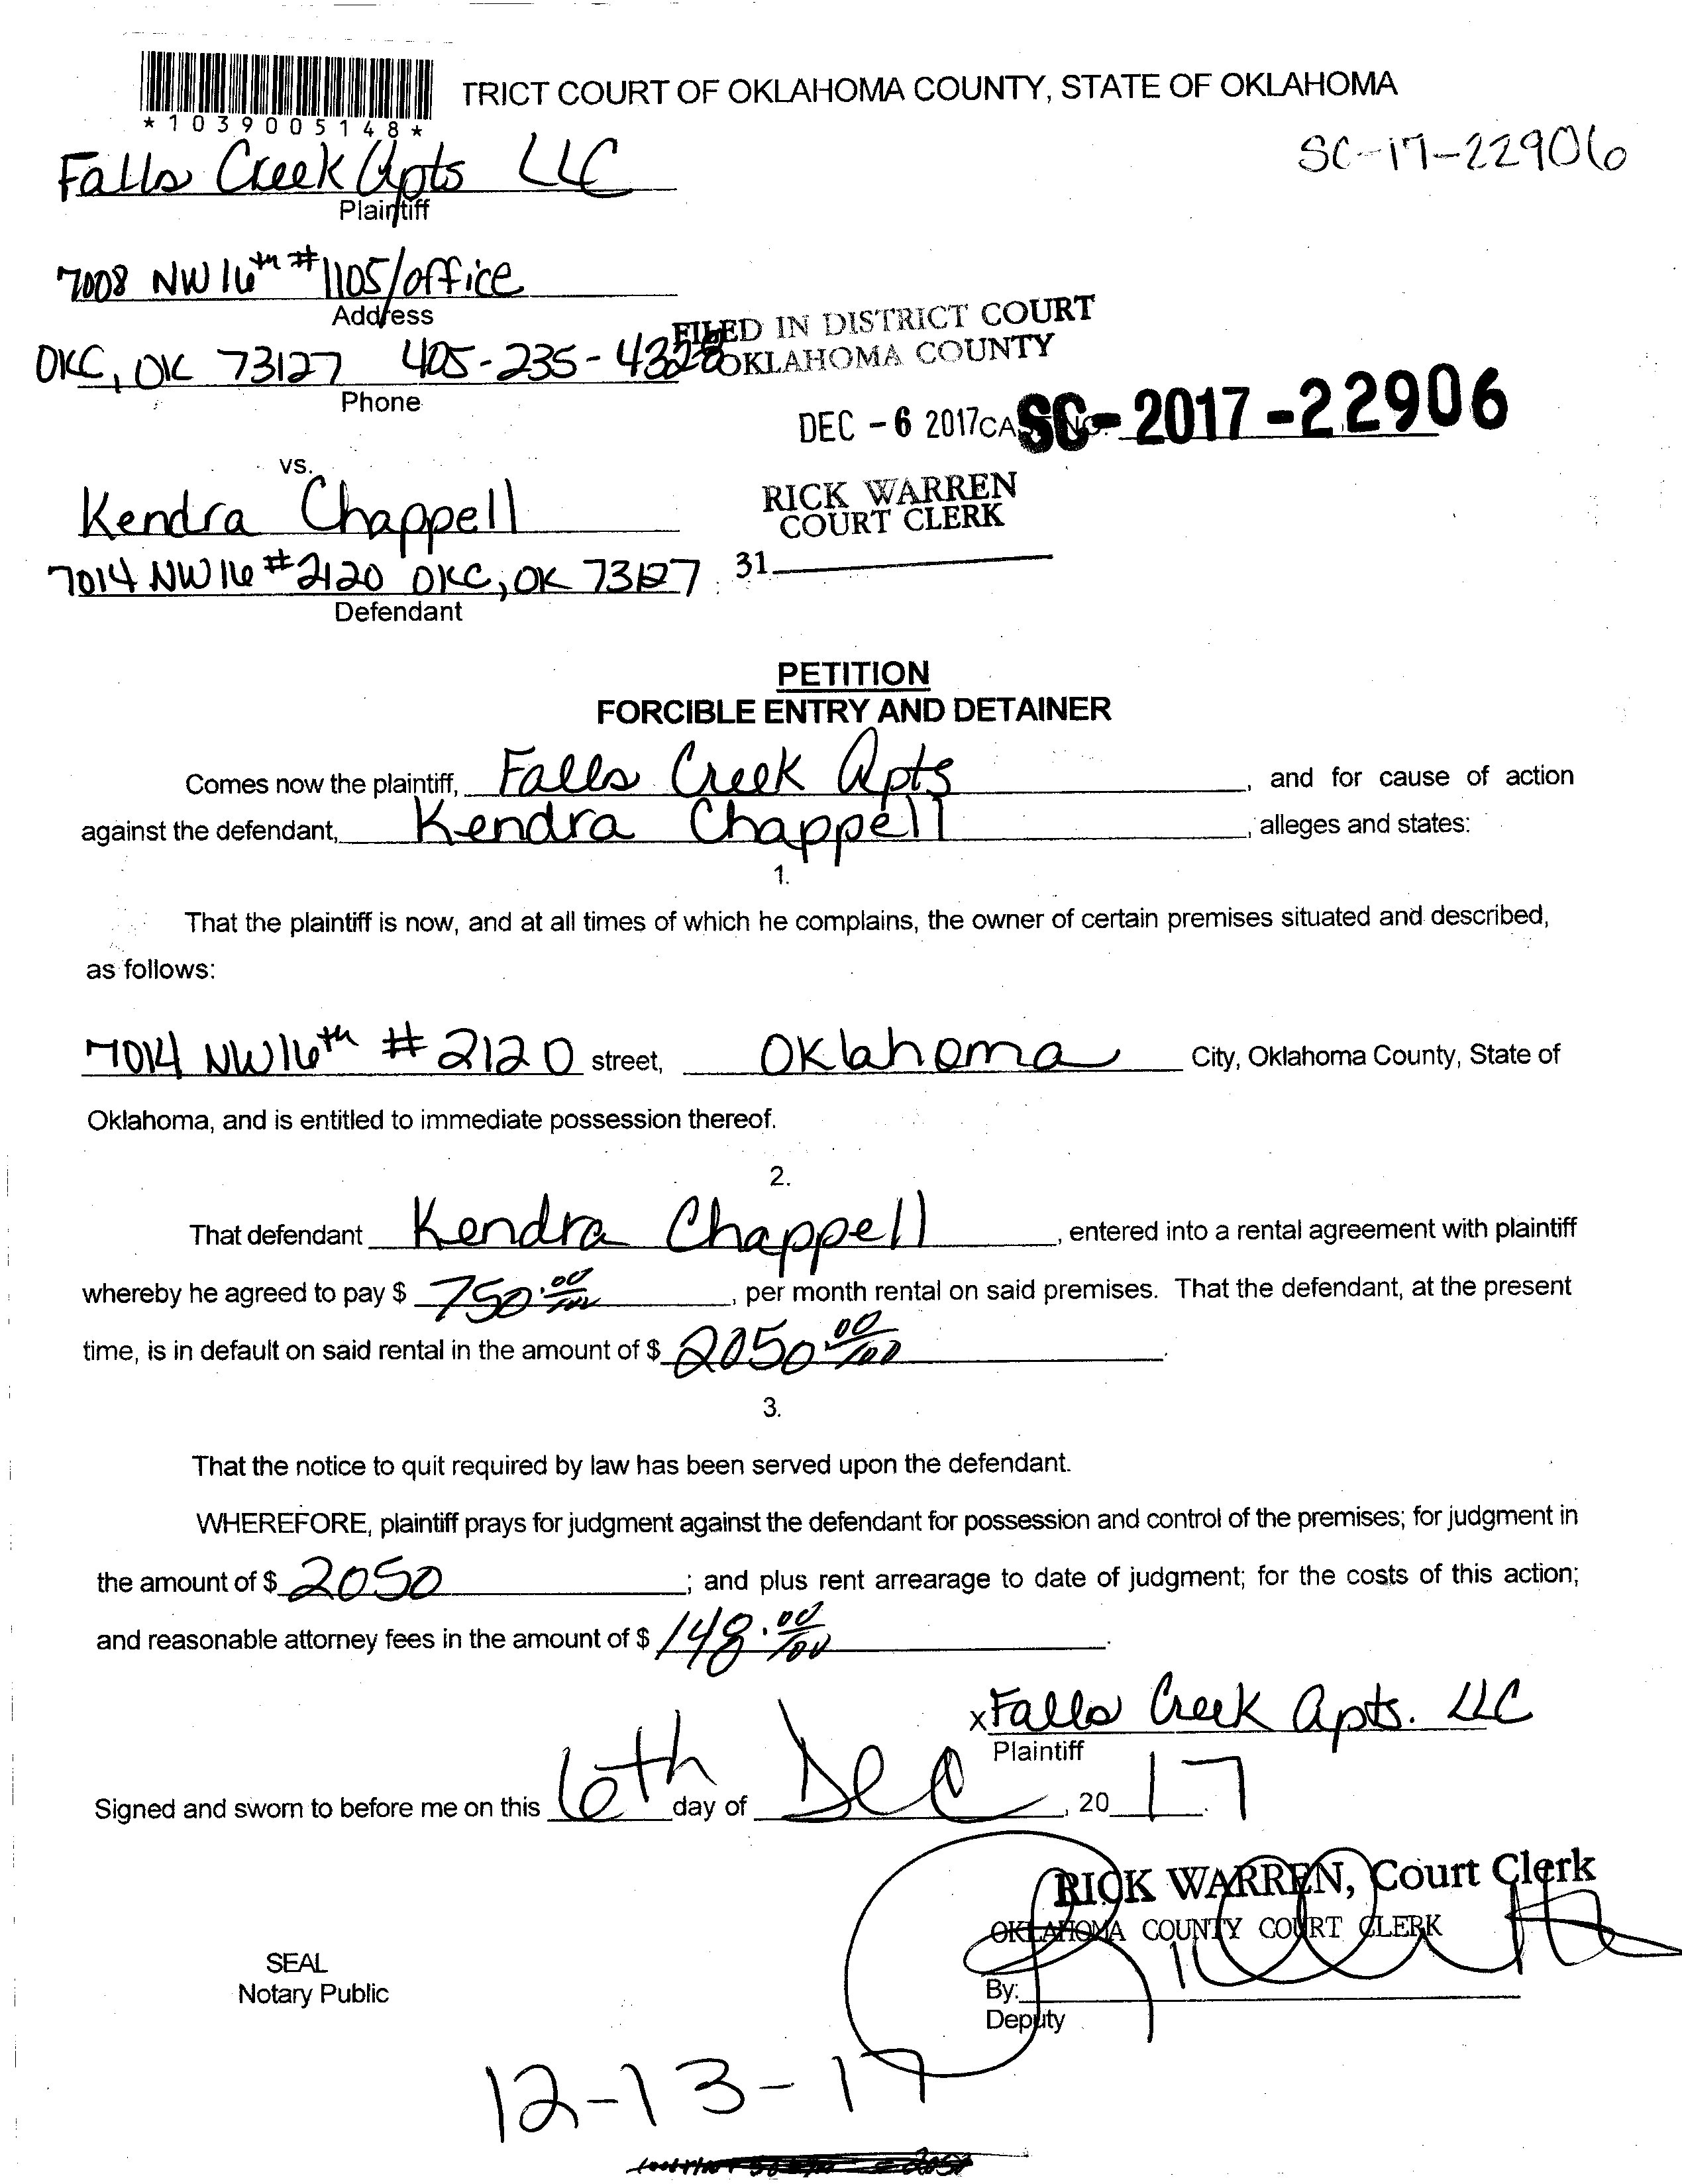 TRICT COURT OF OKLAHOMA COUNTY, STATE OF OKLAHOMA
*1039005148*
SC-17-22906
Falls Creek Apts LLC
Plaintiff
7008 NW 16th #1105/office
Address
OKC, OK 73127 405-235-4328
Phone
FILED IN DISTRICT COURT
OKLAHOMA COUNTY
DEC - 6 2017 CASE NO. SC- 2017 - 22906
vs.
RICK WARREN
COURT CLERK
31
Kendra Chappell
7014 NW 16 #2120 OKC, OK 73127
Defendant
PETITION
FORCIBLE ENTRY AND DETAINER
Comes now the plaintiff, Falls Creek Apts, and for cause of action
against the defendant, Kendra Chappell, alleges and states:
1.
That the plaintiff is now, and at all times of which he complains, the owner of certain premises situated and described,
as follows:
7014 NW 16th # 2120 street, Oklahoma City, Oklahoma County, State of
Oklahoma, and is entitled to immediate possession thereof.
2.
That defendant Kendra Chappell, entered into a rental agreement with plaintiff
whereby he agreed to pay $ 750.00/100, per month rental on said premises. That the defendant, at the present
time, is in default on said rental in the amount of $ 2050.00/100.
3.
That the notice to quit required by law has been served upon the defendant.
WHEREFORE, plaintiff prays for judgment against the defendant for possession and control of the premises; for judgment in
the amount of $ 2050; and plus rent arrearage to date of judgment; for the costs of this action;
and reasonable attorney fees in the amount of $ 148.00/100.
x Falls Creek Apts. LLC
Plaintiff
Signed and sworn to before me on this 6th day of Dec, 20 17.
RICK WARREN, Court Clerk
OKLAHOMA COUNTY COURT CLERK
SEAL
Notary Public
By:
Deputy
12-13-17